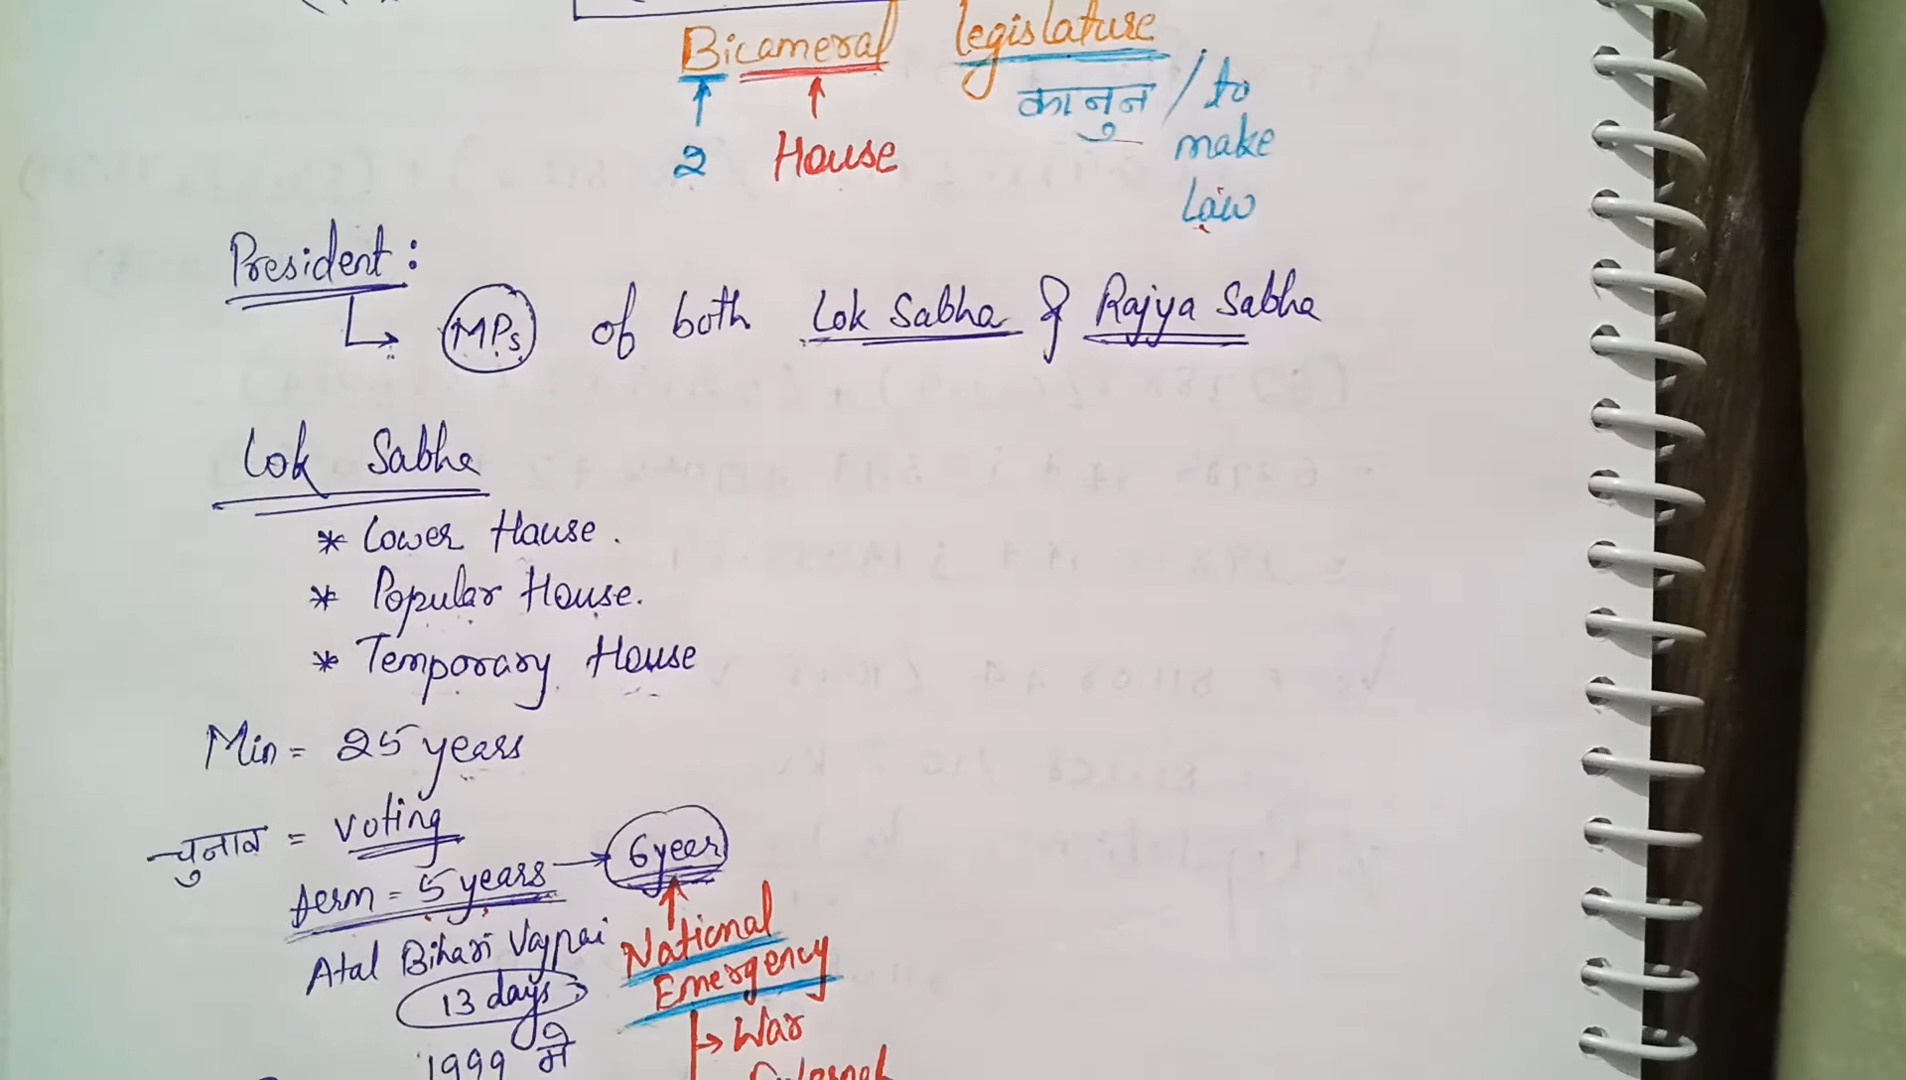 Bicameral legislature
2 House कानुन / to make Law
President:
MPs of both Lok Sabha & Rajya Sabha
Lok Sabha
* Lower House.
* Popular House.
* Temporary House
Min = 25 years
चुनाव = Voting
term = 5 years → 6 year
Atal Bihari Vajpai
National Emergency
13 days
→ War
1999 में